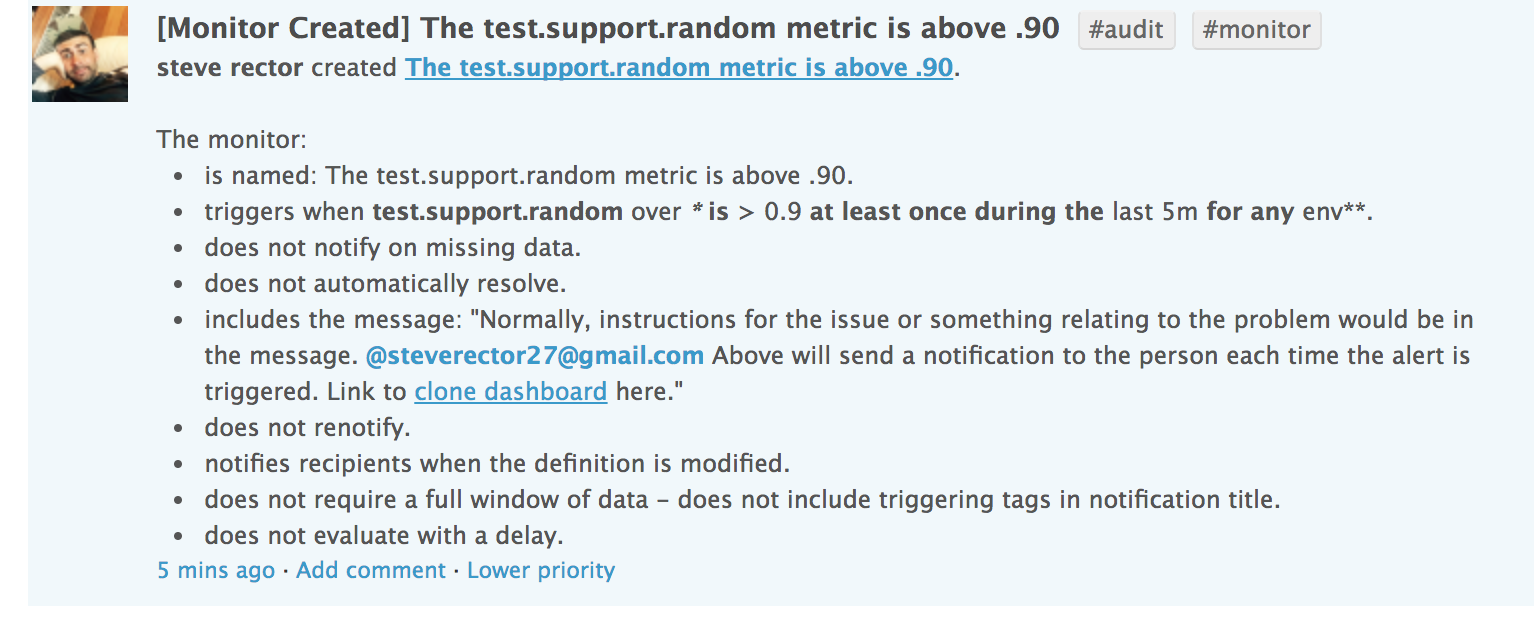 [Monitor Created] The test.support.random metric is above .90 #audit #monitor
steve rector created The test.support.random metric is above .90.
The monitor:
• is named: The test.support.random metric is above .90.
• triggers when test.support.random over * is > 0.9 at least once during the last 5m for any env**.
• does not notify on missing data.
• does not automatically resolve.
• includes the message: "Normally, instructions for the issue or something relating to the problem would be in
the message. @steverector27@gmail.com Above will send a notification to the person each time the alert is
triggered. Link to clone dashboard here."
• does not renotify.
• notifies recipients when the definition is modified.
• does not require a full window of data – does not include triggering tags in notification title.
• does not evaluate with a delay.
5 mins ago · Add comment · Lower priority